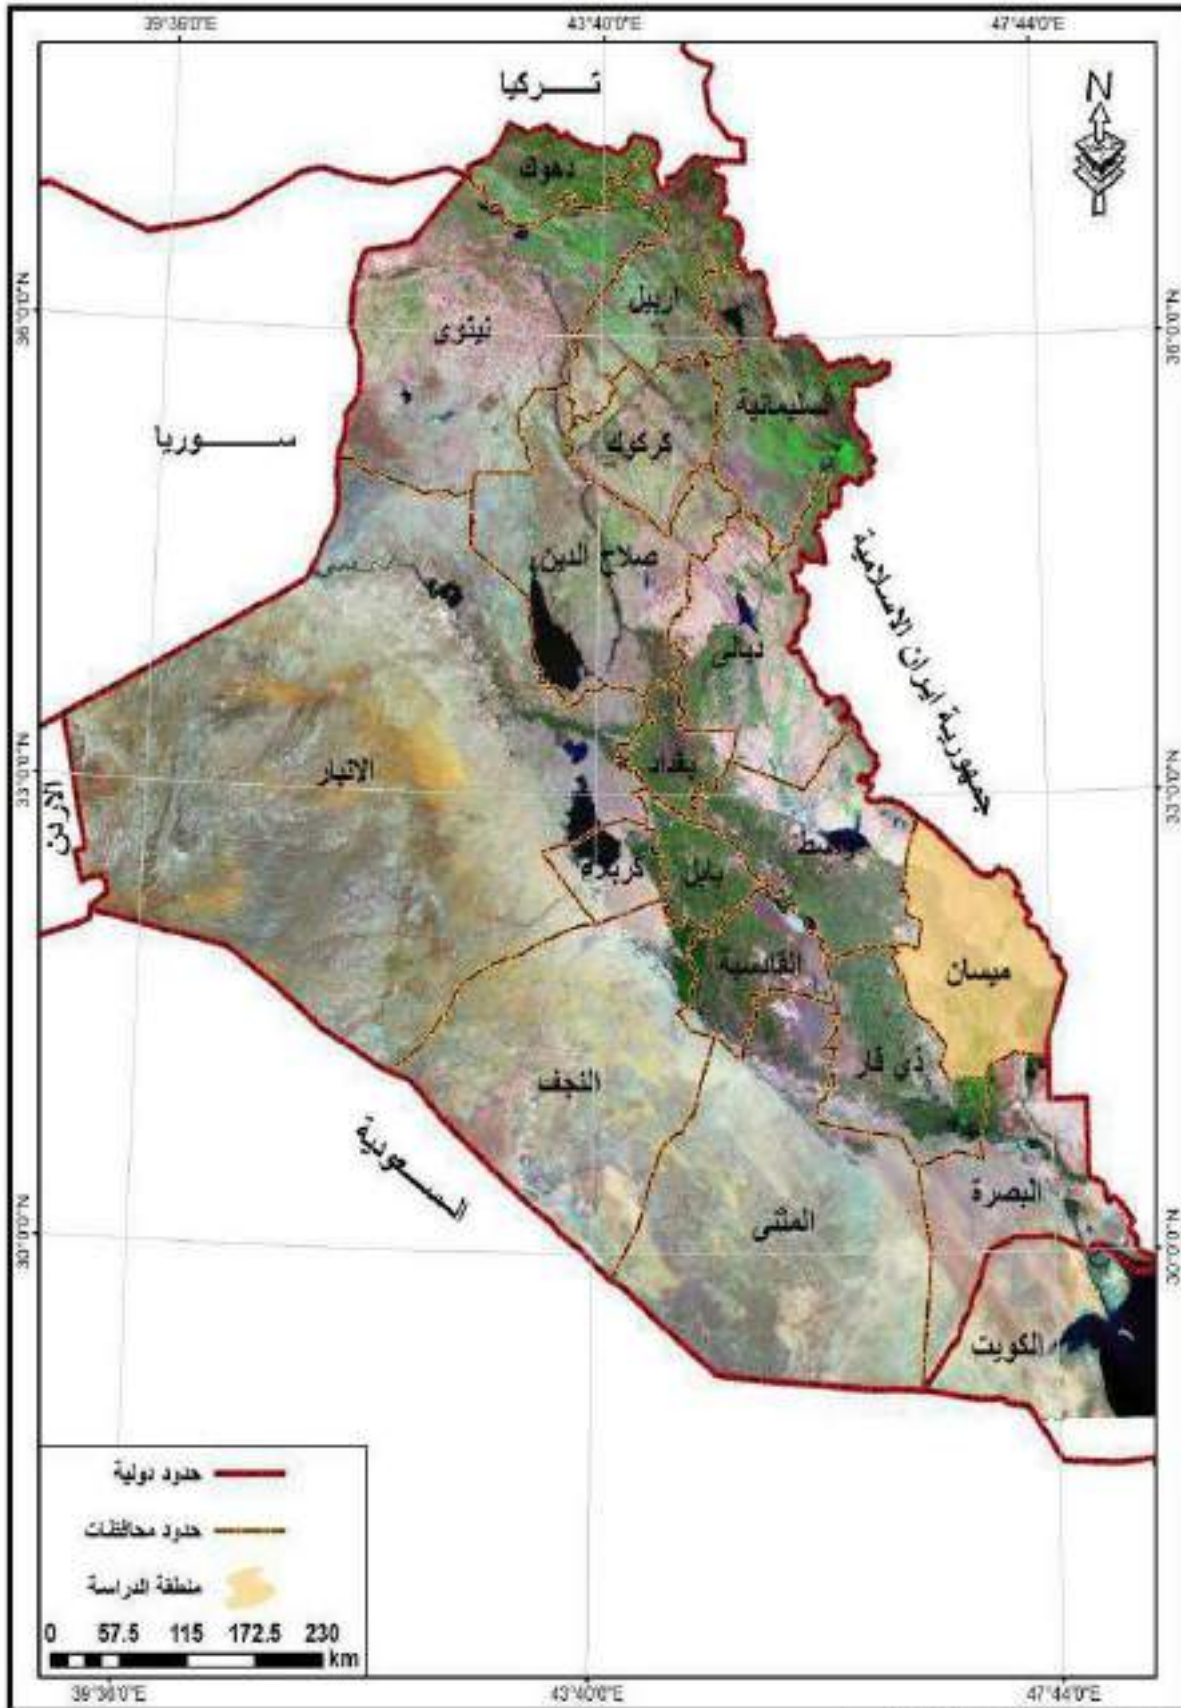 39°36'0"E 43°40'0"E 47°44'0"E
تـــركيا
N
دهوك
36°0'0"N
36°0'0"N
اربيل
نينوى
سليمانية
ســـوريا
كركوك
صلاح الدين
جمهورية ايران الاسلامية
ديالى
الانبار
بغداد
33°0'0"N
33°0'0"N
الاردن
واسط
كربلاء
بابل
القادسية
ميسان
ذي قار
النجف
الســعودية
البصرة
المثنى
30°0'0"N
30°0'0"N
الكويت
حدود دولية
حدود محافظات
منطقة الدراسة
0 57.5 115 172.5 230
km
39°36'0"E 43°40'0"E 47°44'0"E